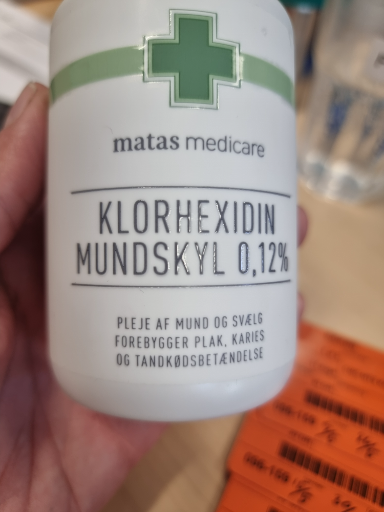 matas medicare
KLORHEXIDIN
MUNDSKYL 0,12%
PLEJE AF MUND OG SVÆLG
FOREBYGGER PLAK, KARIES
OG TANDKØDSBETÆNDELSE